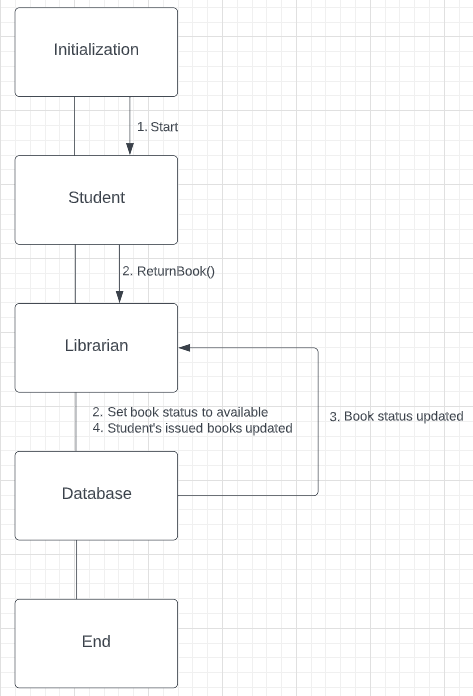 Initialization
1. Start
Student
2. ReturnBook()
Librarian
2. Set book status to available
4. Student's issued books updated
3. Book status updated
Database
End